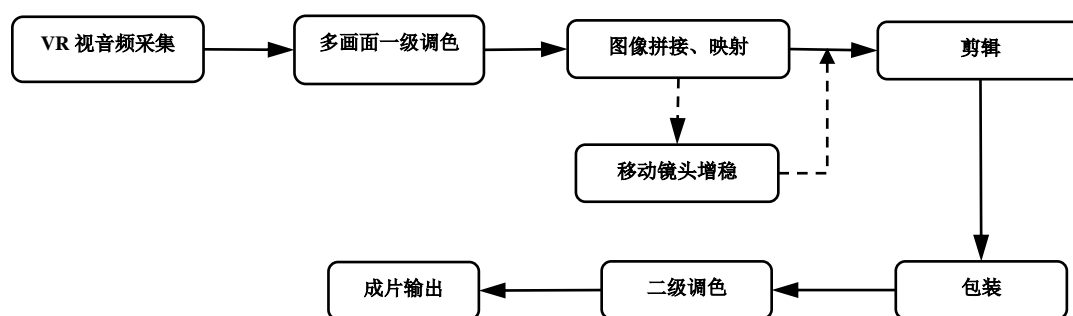 VR 视音频采集
多画面一级调色
图像拼接、映射
剪辑
移动镜头增稳
包装
二级调色
成片输出